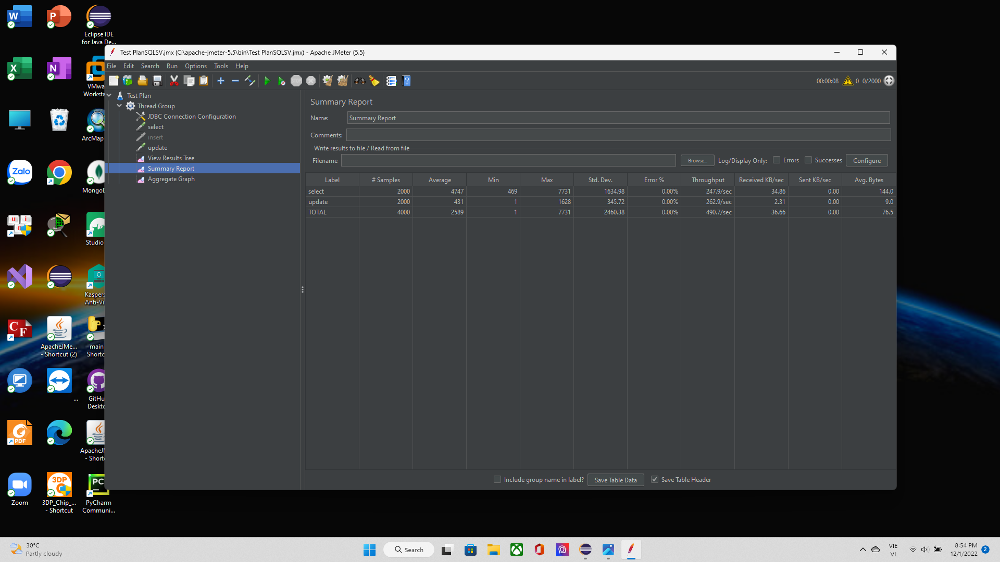 Eclipse IDE
for Java De...
Test PlanSQLSV.jmx (C:\apache-jmeter-5.5\bin\Test PlanSQLSV.jmx) - Apache JMeter (5.5)
File Edit Search Run Options Tools Help
00:00:08 0 0/2000
VMwa
Worksta
Test Plan
Thread Group
JDBC Connection Configuration
select
insert
update
View Results Tree
Summary Report
Aggregate Graph
Summary Report
Name: Summary Report
Comments:
Write results to file / Read from file
Filename Browse... Log/Display Only: Errors Successes Configure
Label # Samples Average Min Max Std. Dev. Error % Throughput Received KB/sec Sent KB/sec Avg. Bytes
select 2000 4747 469 7731 1634.98 0.00% 247.9/sec 34.86 0.00 144.0
update 2000 431 1 1628 345.72 0.00% 262.9/sec 2.31 0.00 9.0
TOTAL 4000 2589 1 7731 2460.38 0.00% 490.7/sec 36.66 0.00 76.5
Include group name in label? Save Table Data Save Table Header
ArcMap
Zalo
MongoD
Studio
Kaspers
Anti-Vi
ApacheJMe...
- Shortcut (2)
main
Shortc
...
GitHu
Deskto
PDF
ApacheJI
- Shorto
Zoom
3DP
3DP_Chip_...
- Shortcut
PC
PyCharm
Communi...
30°C
Partly cloudy
Search
VIE
VI
8:54 PM
12/1/2022
2